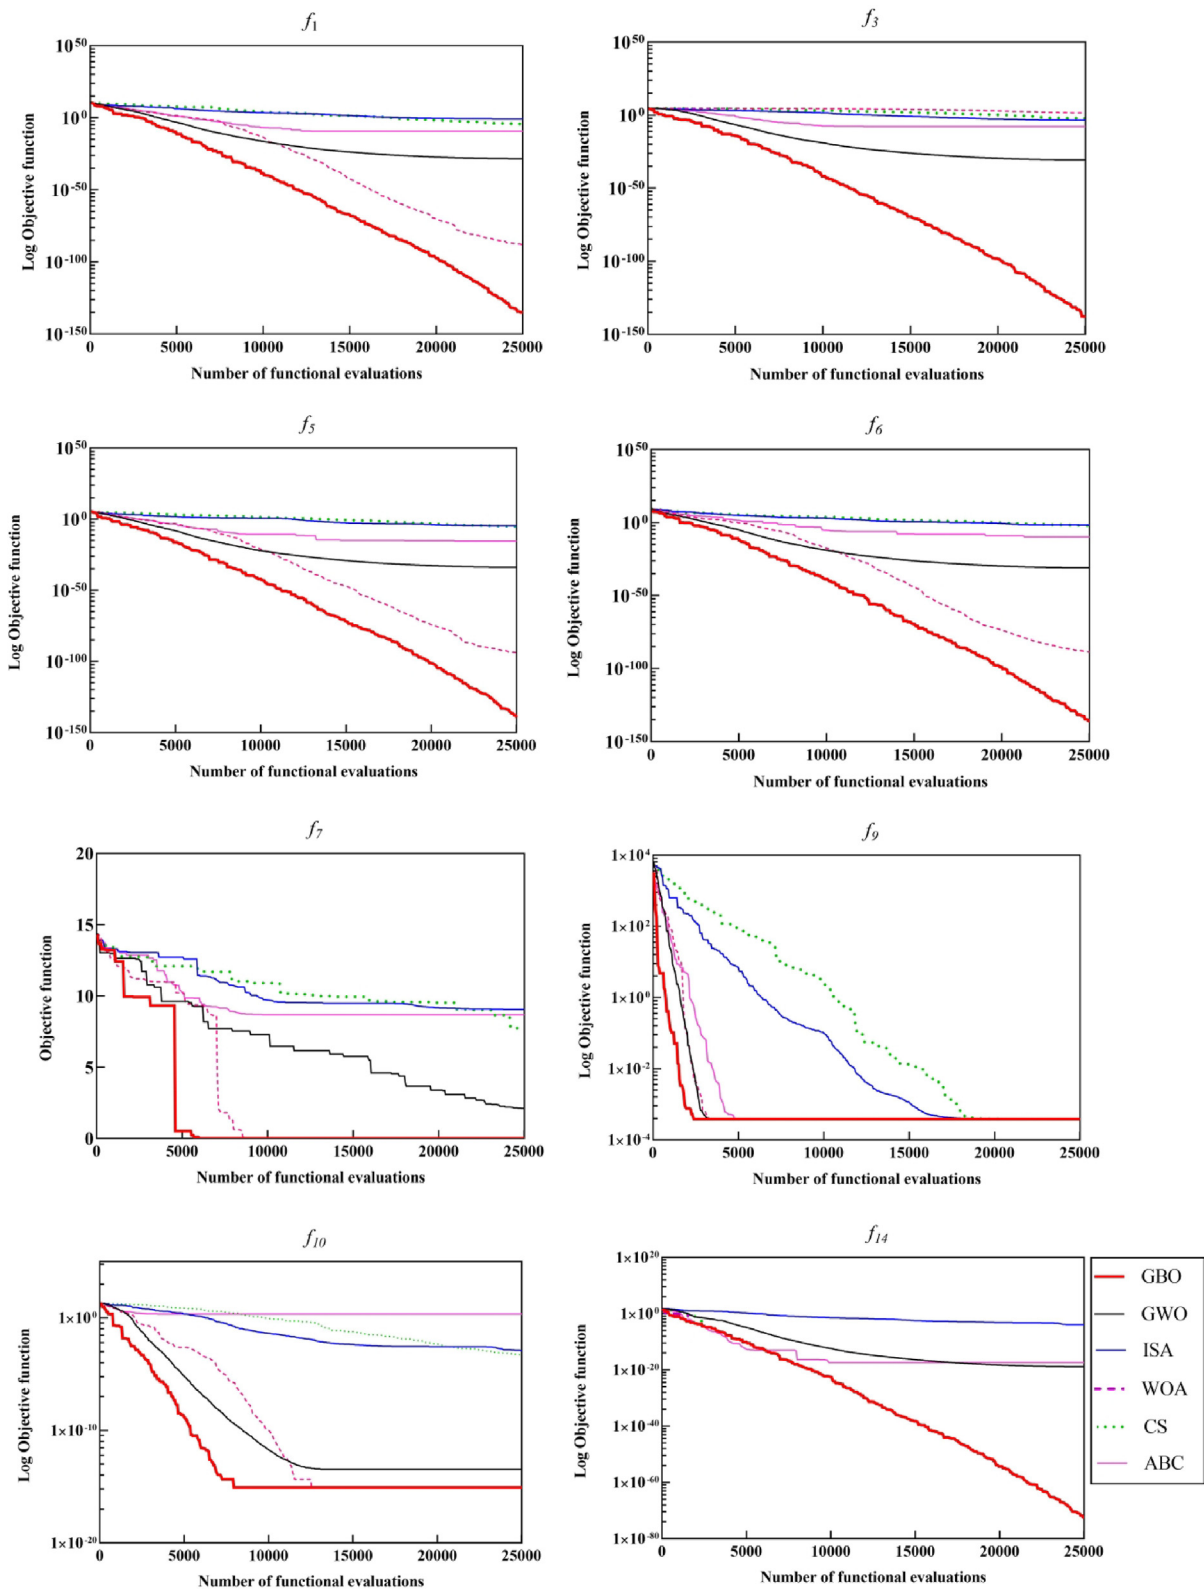 f1
f3
10^50
10^0
10^-50
10^-100
10^-150
Log Objective function
0 5000 10000 15000 20000 25000
Number of functional evaluations
10^50
10^0
10^-50
10^-100
10^-150
Log Objective function
0 5000 10000 15000 20000 25000
Number of functional evaluations
f5
f6
10^50
10^0
10^-50
10^-100
10^-150
Log Objective function
0 5000 10000 15000 20000 25000
Number of functional evaluations
10^50
10^0
10^-50
10^-100
10^-150
Log Objective function
0 5000 10000 15000 20000 25000
Number of functional evaluations
f7
f9
20
15
10
5
0
Objective function
0 5000 10000 15000 20000 25000
Number of functional evaluations
1×10^4
1×10^2
1×10^0
1×10^-2
1×10^-4
Log Objective function
0 5000 10000 15000 20000 25000
Number of functional evaluations
f10
f14
1×10^0
1×10^-10
1×10^-20
Log Objective function
0 5000 10000 15000 20000 25000
Number of functional evaluations
1×10^20
1×10^0
1×10^-20
1×10^-40
1×10^-60
1×10^-80
Log Objective function
0 5000 10000 15000 20000 25000
Number of functional evaluations
GBO
GWO
ISA
WOA
CS
ABC